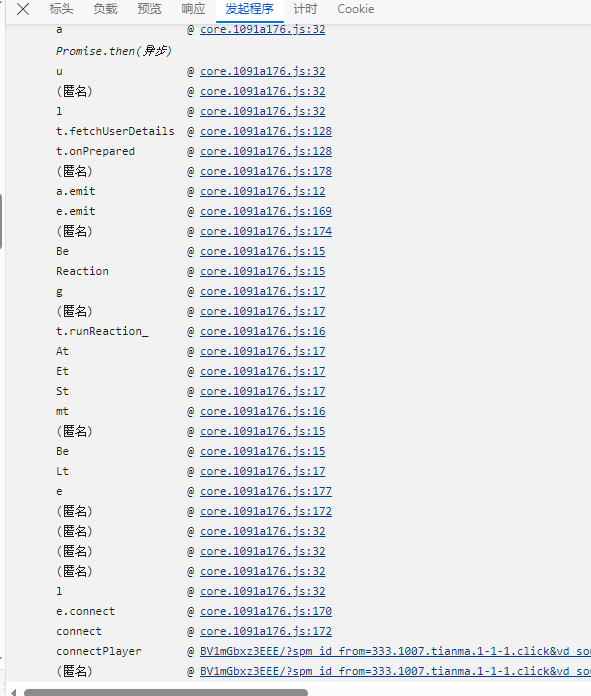 标头 负载 预览 响应 发起程序 计时 Cookie
a @ core.1091a176.js:32
Promise.then(异步)
u @ core.1091a176.js:32
(匿名) @ core.1091a176.js:32
l @ core.1091a176.js:32
t.fetchUserDetails @ core.1091a176.js:128
t.onPrepared @ core.1091a176.js:128
(匿名) @ core.1091a176.js:178
a.emit @ core.1091a176.js:12
e.emit @ core.1091a176.js:169
(匿名) @ core.1091a176.js:174
Be @ core.1091a176.js:15
Reaction @ core.1091a176.js:15
g @ core.1091a176.js:17
(匿名) @ core.1091a176.js:17
t.runReaction_ @ core.1091a176.js:16
At @ core.1091a176.js:17
Et @ core.1091a176.js:17
St @ core.1091a176.js:17
mt @ core.1091a176.js:16
(匿名) @ core.1091a176.js:15
Be @ core.1091a176.js:15
Lt @ core.1091a176.js:17
e @ core.1091a176.js:177
(匿名) @ core.1091a176.js:172
(匿名) @ core.1091a176.js:32
(匿名) @ core.1091a176.js:32
(匿名) @ core.1091a176.js:32
l @ core.1091a176.js:32
e.connect @ core.1091a176.js:170
connect @ core.1091a176.js:172
connectPlayer @ BV1mGbxz3EEE/?spm_id_from=333.1007.tianma.1-1-1.click&vd_sou
(匿名) @ BV1mGbxz3EEE/?spm_id_from=333.1007.tianma.1-1-1.click&vd_sou